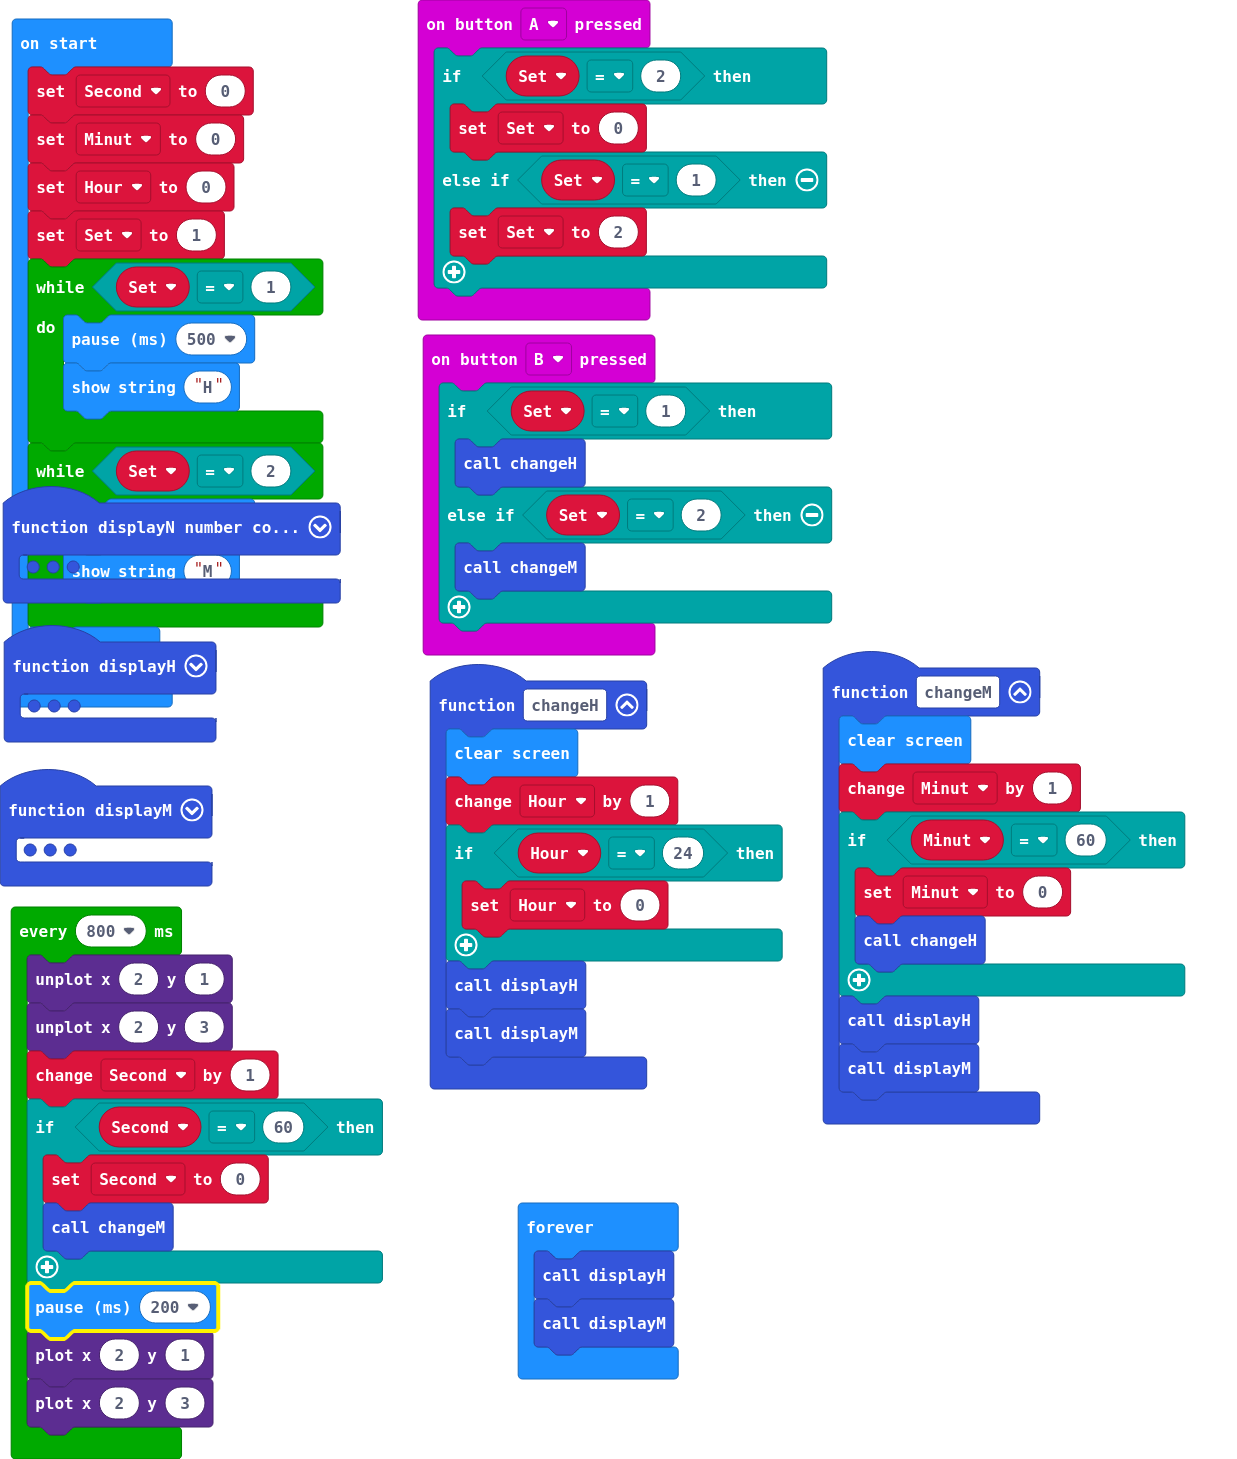 on start
set Second to 0
set Minut to 0
set Hour to 0
set Set to 1
while Set = 1
do pause (ms) 500
show string "H"
while Set = 2
function displayN number co...
show string "M"
function displayH
function displayM
every 800 ms
unplot x 2 y 1
unplot x 2 y 3
change Second by 1
if Second = 60 then
set Second to 0
call changeM
pause (ms) 200
plot x 2 y 1
plot x 2 y 3
on button A pressed
if Set = 2 then
set Set to 0
else if Set = 1 then
set Set to 2
on button B pressed
if Set = 1 then
call changeH
else if Set = 2 then
call changeM
function changeH
clear screen
change Hour by 1
if Hour = 24 then
set Hour to 0
call displayH
call displayM
function changeM
clear screen
change Minut by 1
if Minut = 60 then
set Minut to 0
call changeH
call displayH
call displayM
forever
call displayH
call displayM